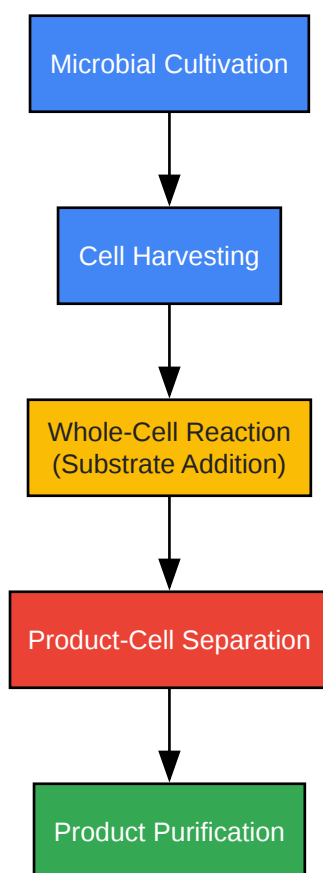 Microbial Cultivation
Cell Harvesting
Whole-Cell Reaction
(Substrate Addition)
Product-Cell Separation
Product Purification